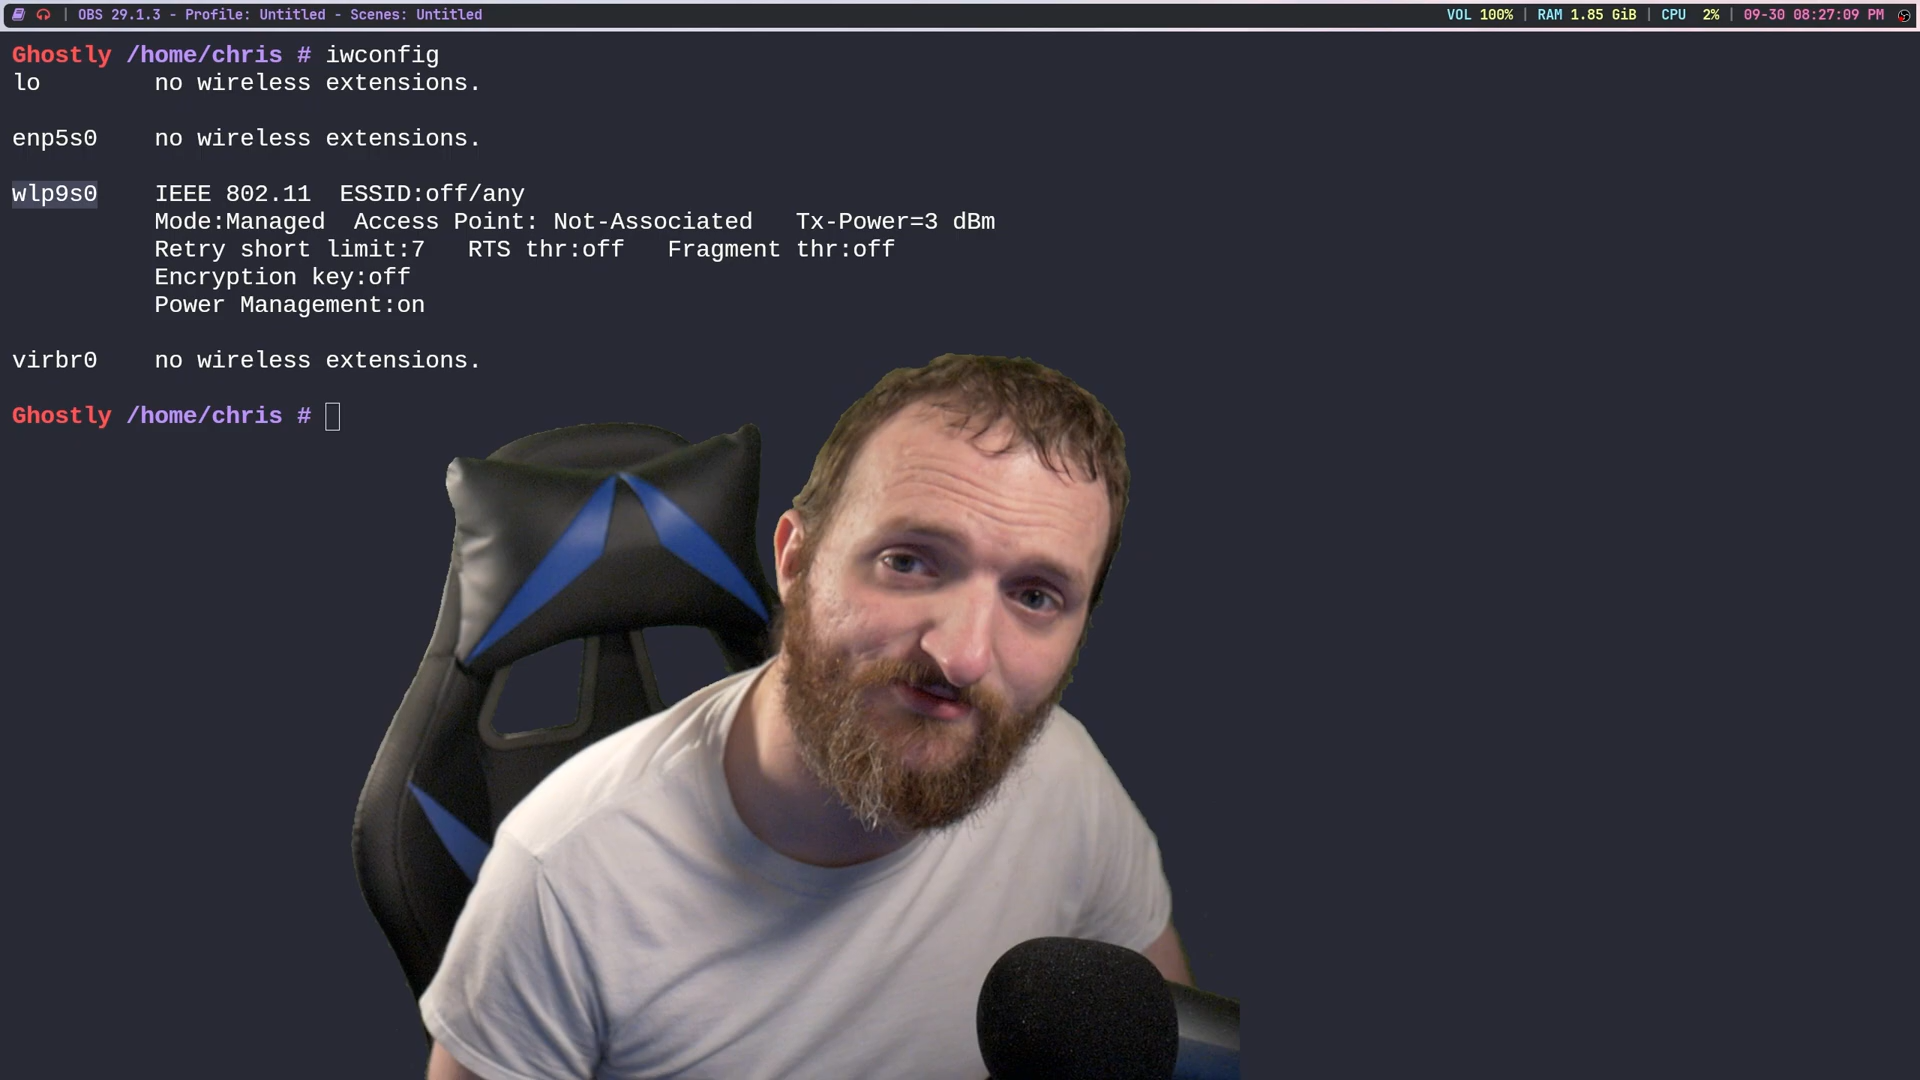 OBS 29.1.3 - Profile: Untitled - Scenes: Untitled
VOL 100% | RAM 1.85 GiB | CPU 2% | 09-30 08:27:09 PM
Ghostly /home/chris # iwconfig
lo        no wireless extensions.
enp5s0    no wireless extensions.
wlp9s0    IEEE 802.11  ESSID:off/any
Mode:Managed  Access Point: Not-Associated   Tx-Power=3 dBm
Retry short limit:7   RTS thr:off   Fragment thr:off
Encryption key:off
Power Management:on
virbr0    no wireless extensions.
Ghostly /home/chris #